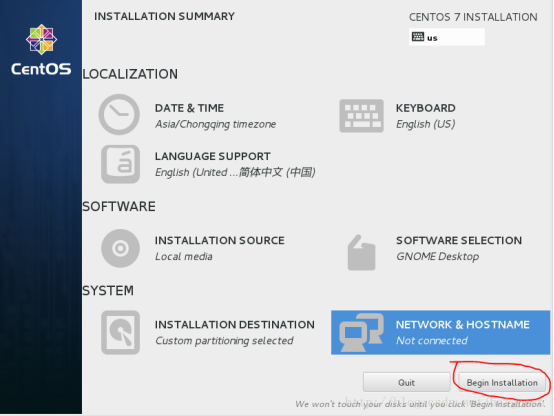 INSTALLATION SUMMARY
CENTOS 7 INSTALLATION
us
CentOS
LOCALIZATION
DATE & TIME
Asia/Chongqing timezone
KEYBOARD
English (US)
LANGUAGE SUPPORT
English (United ...简体中文 (中国)
SOFTWARE
INSTALLATION SOURCE
Local media
SOFTWARE SELECTION
GNOME Desktop
SYSTEM
INSTALLATION DESTINATION
Custom partitioning selected
NETWORK & HOSTNAME
Not connected
Quit
Begin Installation
We won't touch your disks until you click 'Begin Installation'.